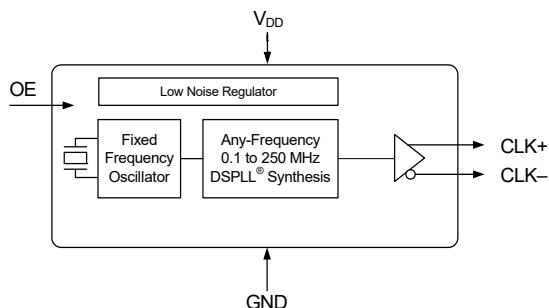 VDD
OE
Low Noise Regulator
Fixed
Frequency
Oscillator
Any-Frequency
0.1 to 250 MHz
DSPLL® Synthesis
CLK+
CLK–
GND